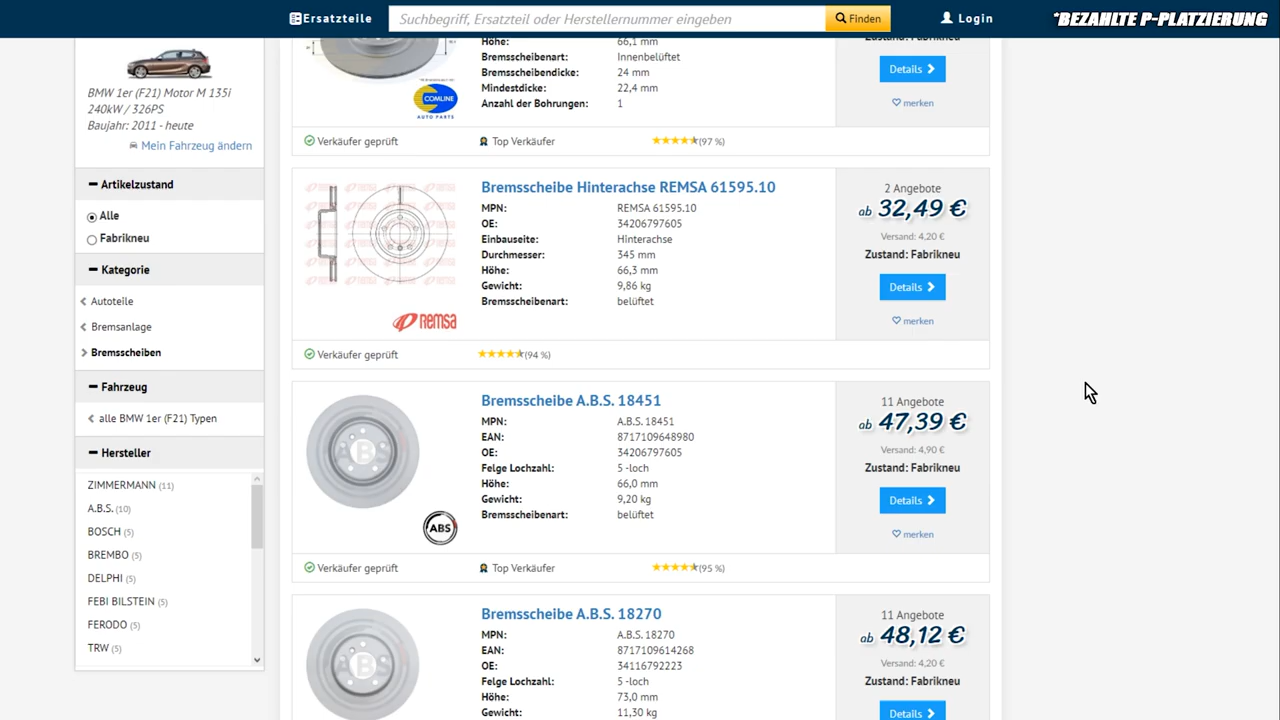 Ersatzteile
Suchbegriff, Ersatzteil oder Herstellernummer eingeben
Finden
Login
*BEZAHLTE P-PLATZIERUNG
BMW 1er (F21) Motor M 135i
240kW / 326PS
Baujahr: 2011 - heute
Mein Fahrzeug ändern
Artikelzustand
Alle
Fabrikneu
Kategorie
Autoteile
Bremsanlage
Bremsscheiben
Fahrzeug
alle BMW 1er (F21) Typen
Hersteller
ZIMMERMANN (11)
A.B.S. (10)
BOSCH (5)
BREMBO (5)
DELPHI (5)
FEBI BILSTEIN (5)
FERODO (5)
TRW (5)
COMLINE
AUTO PARTS
Höhe: 66,1 mm
Bremsscheibenart: Innenbelüftet
Bremsscheibendicke: 24 mm
Mindestdicke: 22,4 mm
Anzahl der Bohrungen: 1
Zustand: Fabrikneu
Details
merken
Verkäufer geprüft
Top Verkäufer
(97 %)
Bremsscheibe Hinterachse REMSA 61595.10
MPN: REMSA 61595.10
OE: 34206797605
Einbauseite: Hinterachse
Durchmesser: 345 mm
Höhe: 66,3 mm
Gewicht: 9,86 kg
Bremsscheibenart: belüftet
remsa
2 Angebote
ab 32,49 €
Versand: 4,20 €
Zustand: Fabrikneu
Details
merken
Verkäufer geprüft
(94 %)
Bremsscheibe A.B.S. 18451
MPN: A.B.S. 18451
EAN: 8717109648980
OE: 34206797605
Felge Lochzahl: 5 -loch
Höhe: 66,0 mm
Gewicht: 9,20 kg
Bremsscheibenart: belüftet
ABS
ABS
11 Angebote
ab 47,39 €
Versand: 4,90 €
Zustand: Fabrikneu
Details
merken
Verkäufer geprüft
Top Verkäufer
(95 %)
Bremsscheibe A.B.S. 18270
MPN: A.B.S. 18270
EAN: 8717109614268
OE: 34116792223
Felge Lochzahl: 5 -loch
Höhe: 73,0 mm
Gewicht: 11,30 kg
ABS
11 Angebote
ab 48,12 €
Versand: 4,20 €
Zustand: Fabrikneu
Details